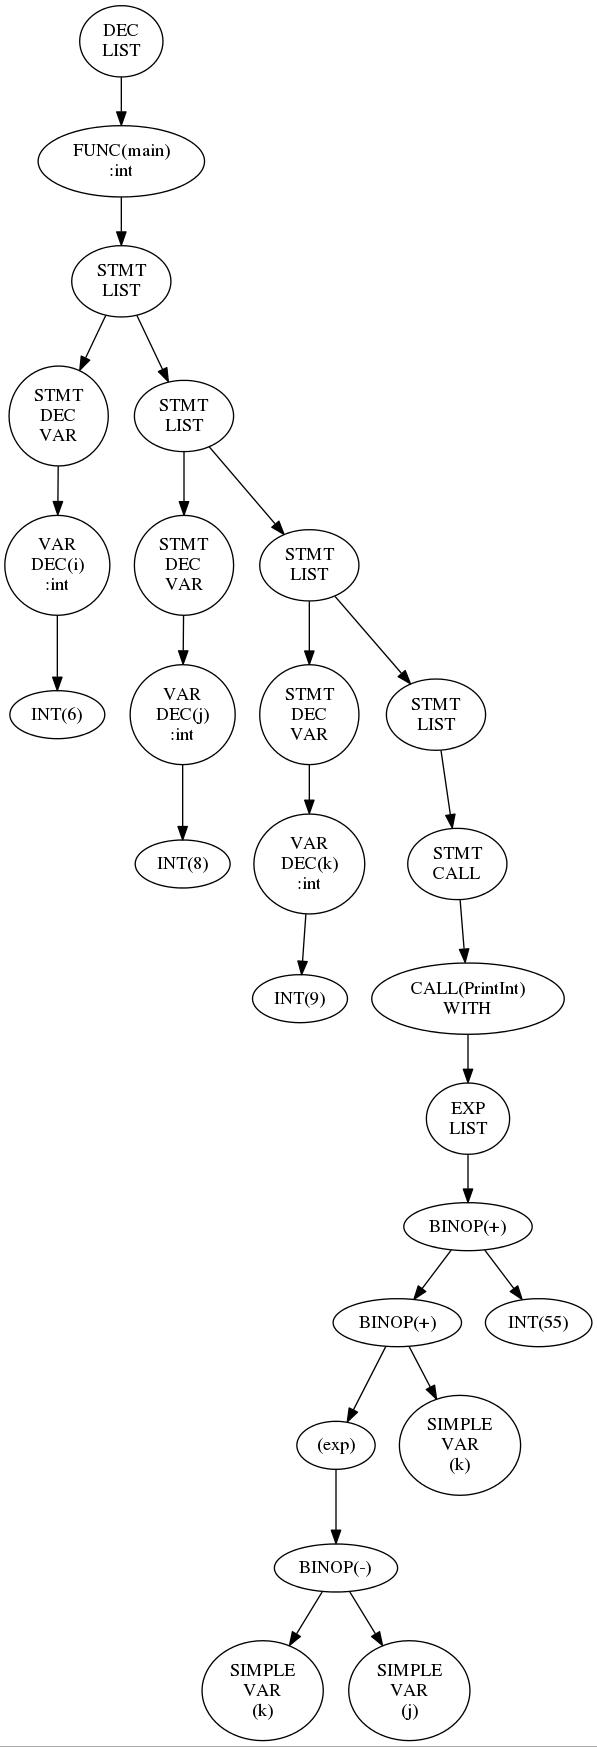 DEC
LIST
FUNC(main)
:int
STMT
LIST
STMT
DEC
VAR
STMT
LIST
VAR
DEC(i)
:int
STMT
DEC
VAR
STMT
LIST
INT(6)
VAR
DEC(j)
:int
STMT
DEC
VAR
STMT
LIST
INT(8)
VAR
DEC(k)
:int
STMT
CALL
INT(9)
CALL(PrintInt)
WITH
EXP
LIST
BINOP(+)
BINOP(+)
INT(55)
(exp)
SIMPLE
VAR
(k)
BINOP(-)
SIMPLE
VAR
(k)
SIMPLE
VAR
(j)